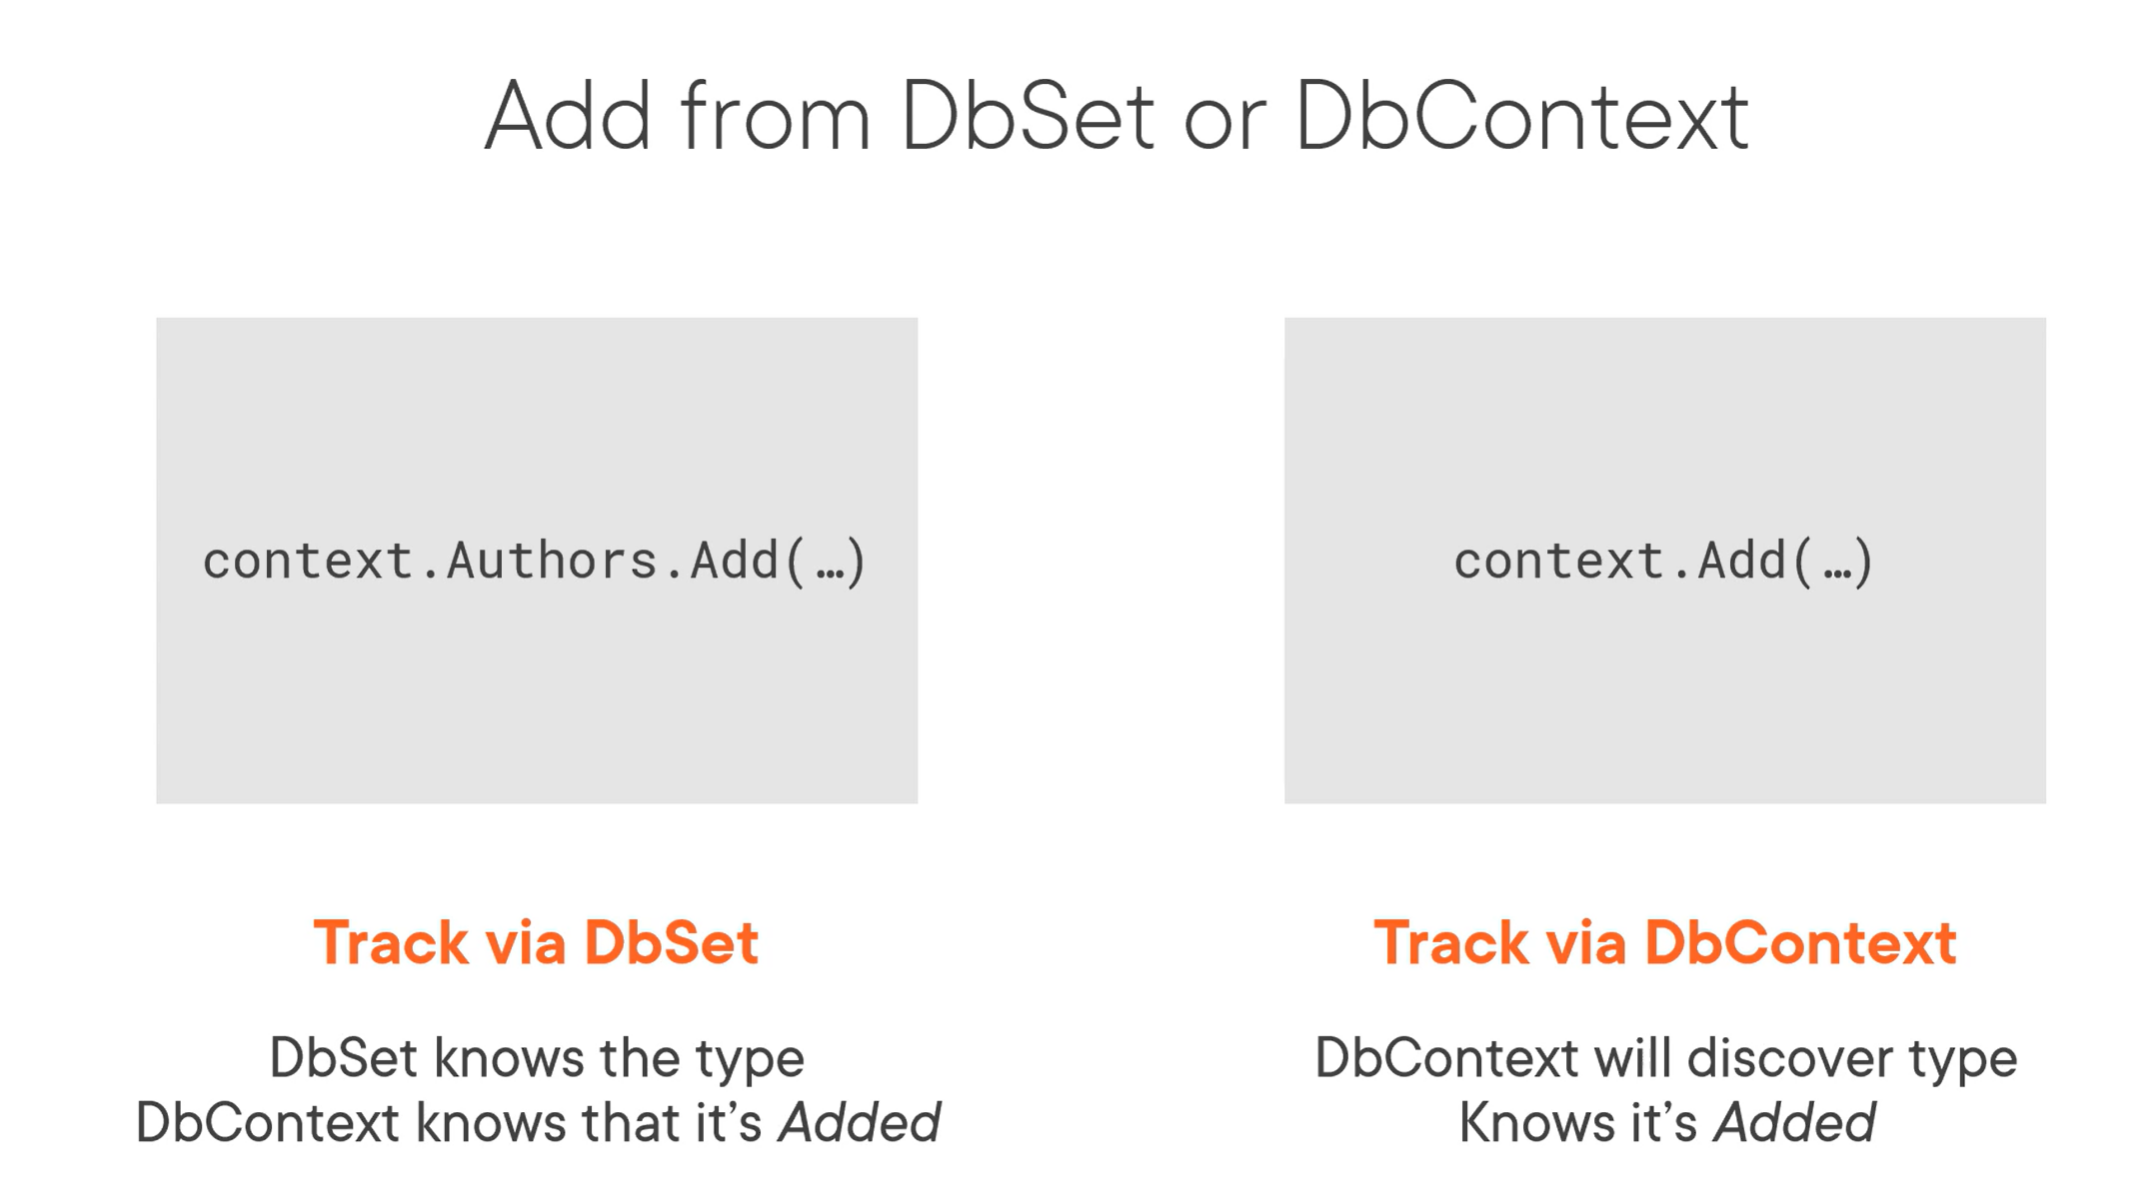 Add from DbSet or DbContext
context.Authors.Add(…)
context.Add(…)
Track via DbSet
DbSet knows the type
DbContext knows that it’s Added
Track via DbContext
DbContext will discover type
Knows it’s Added